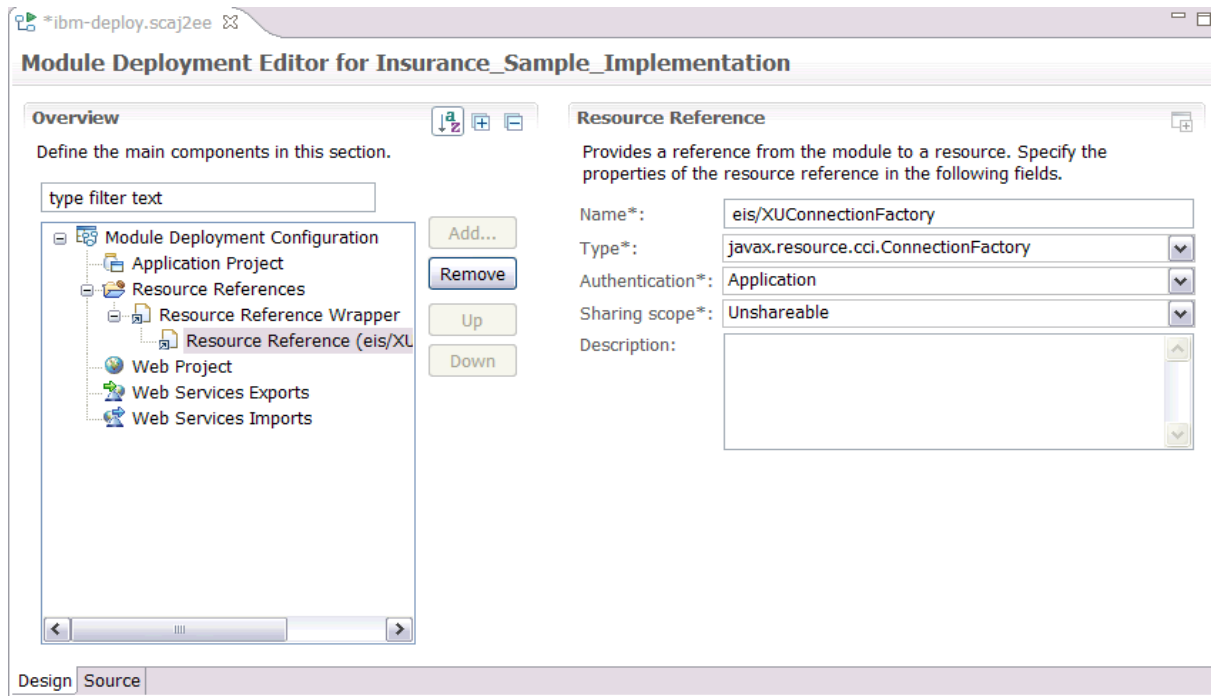 *ibm-deploy.scaj2ee
Module Deployment Editor for Insurance_Sample_Implementation
Overview
Define the main components in this section.
type filter text
Module Deployment Configuration
Application Project
Resource References
Resource Reference Wrapper
Resource Reference (eis/XU
Web Project
Web Services Exports
Web Services Imports
Add...
Remove
Up
Down
Resource Reference
Provides a reference from the module to a resource. Specify the
properties of the resource reference in the following fields.
Name*: eis/XUConnectionFactory
Type*: javax.resource.cci.ConnectionFactory
Authentication*: Application
Sharing scope*: Unshareable
Description:
Design Source